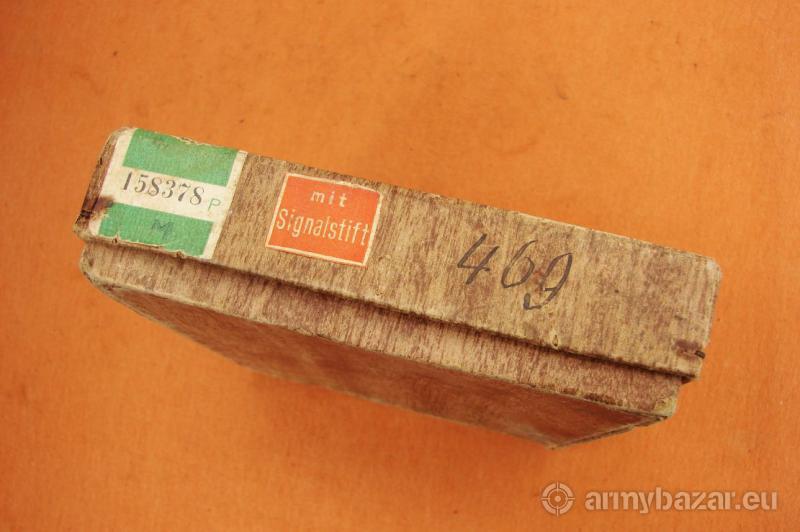 158378 P
M
mit
Signalstift
469
armybazar.eu